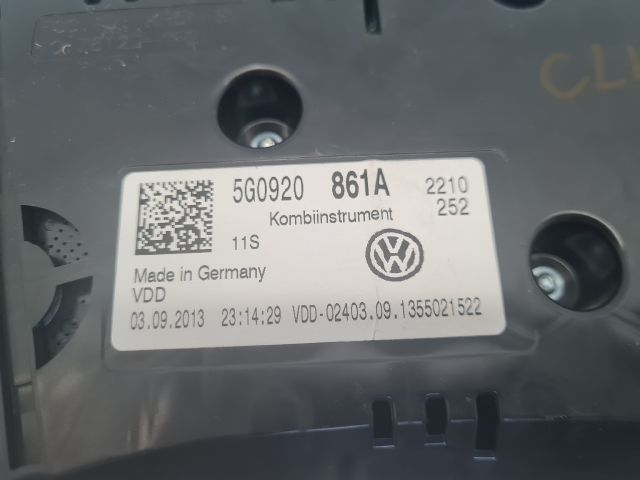 5G0920 861A 2210
Kombiinstrument 252
11S
Made in Germany
VDD
03.09.2013 23:14:29 VDD-02403.09.1355021522